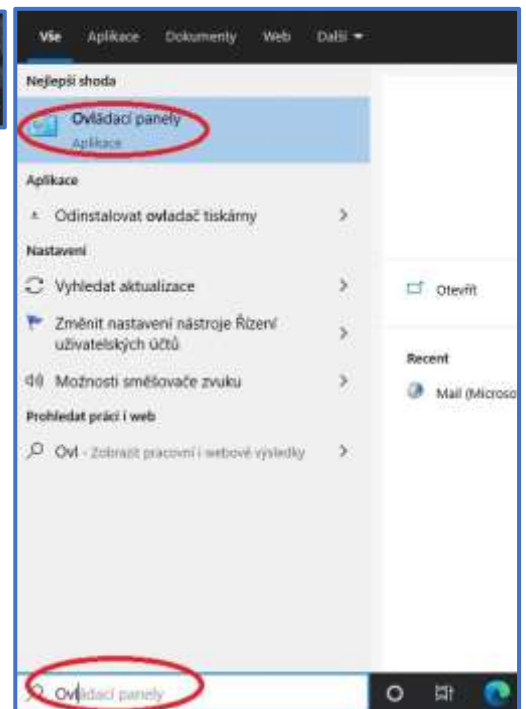 Vše Aplikace Dokumenty Web Další
Nejlepší shoda
Ovládací panely
Aplikace
Aplikace
Odinstalovat ovladač tiskárny
Nastavení
Vyhledat aktualizace
Změnit nastavení nástroje Řízení
uživatelských účtů
Možnosti směšovače zvuku
Prohledat práci i web
Ovl - Zobrazit pracovní i webové výsledky
Otevřít
Recent
Mail (Microso
Ovládací panely